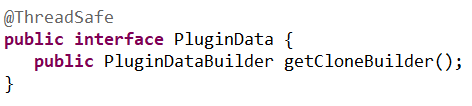 @ThreadSafe
public interface PluginData {
   public PluginDataBuilder getCloneBuilder();
}